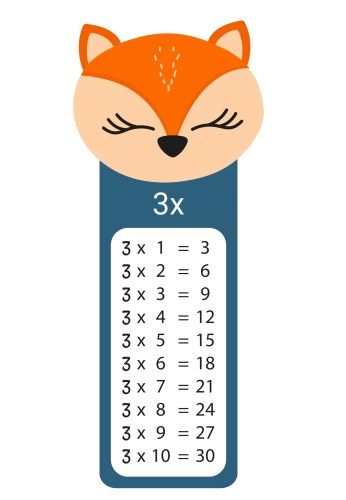 3x
3 x 1 = 3
3 x 2 = 6
3 x 3 = 9
3 x 4 = 12
3 x 5 = 15
3 x 6 = 18
3 x 7 = 21
3 x 8 = 24
3 x 9 = 27
3 x 10 = 30